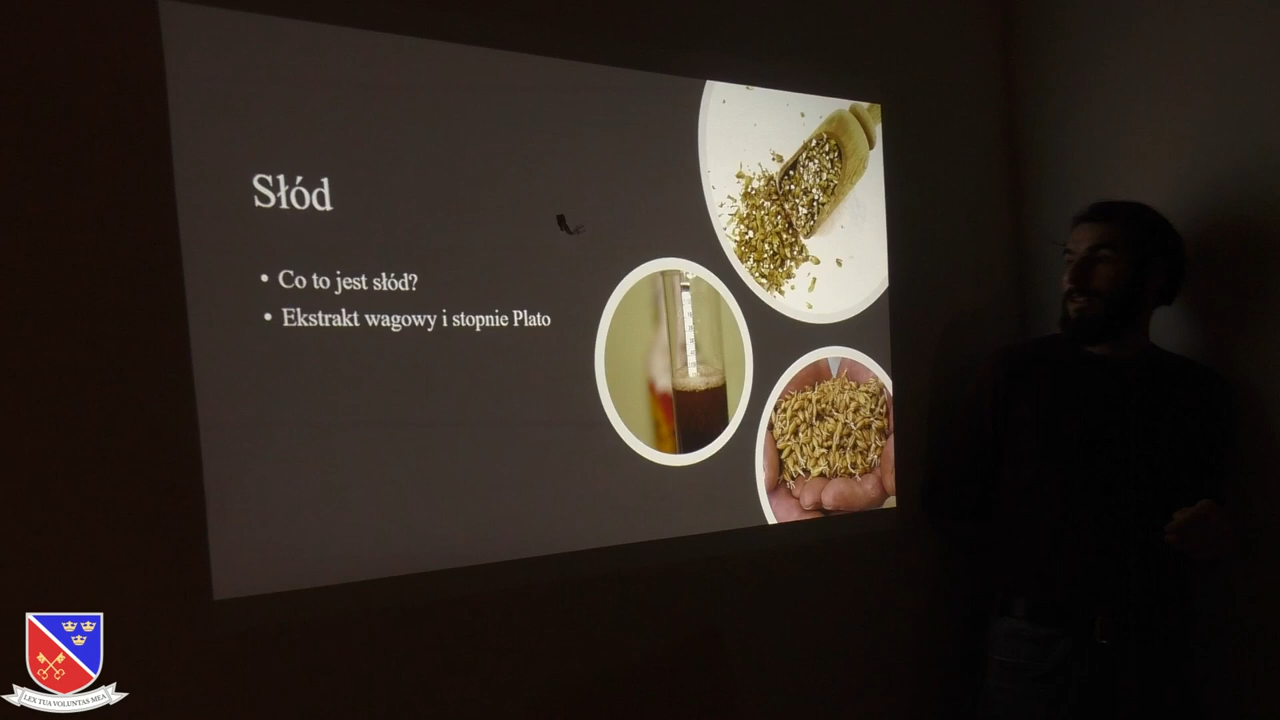 Słód
• Co to jest słód?
• Ekstrakt wagowy i stopnie Plato
LEX TUA VOLUNTAS MEA